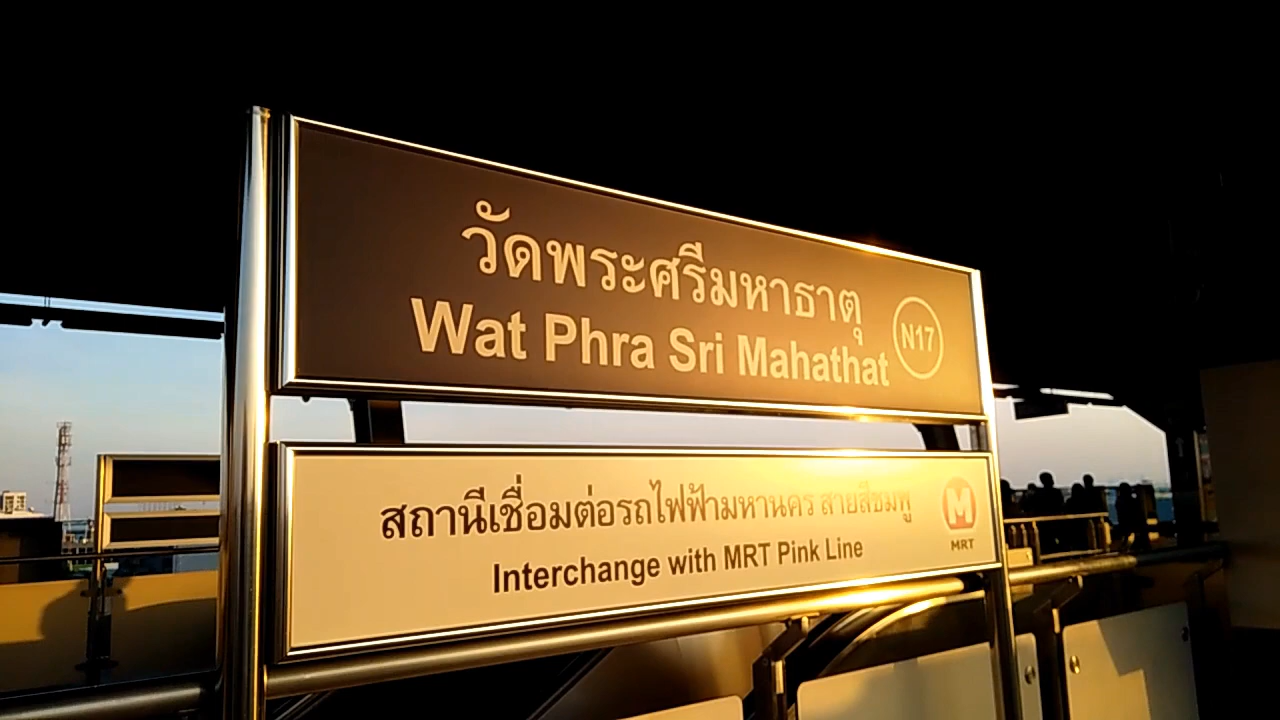 วัดพระศรีมหาธาตุ
Wat Phra Sri Mahathat
N17
สถานีเชื่อมต่อรถไฟฟ้ามหานคร สายสีชมพู
Interchange with MRT Pink Line
M
MRT